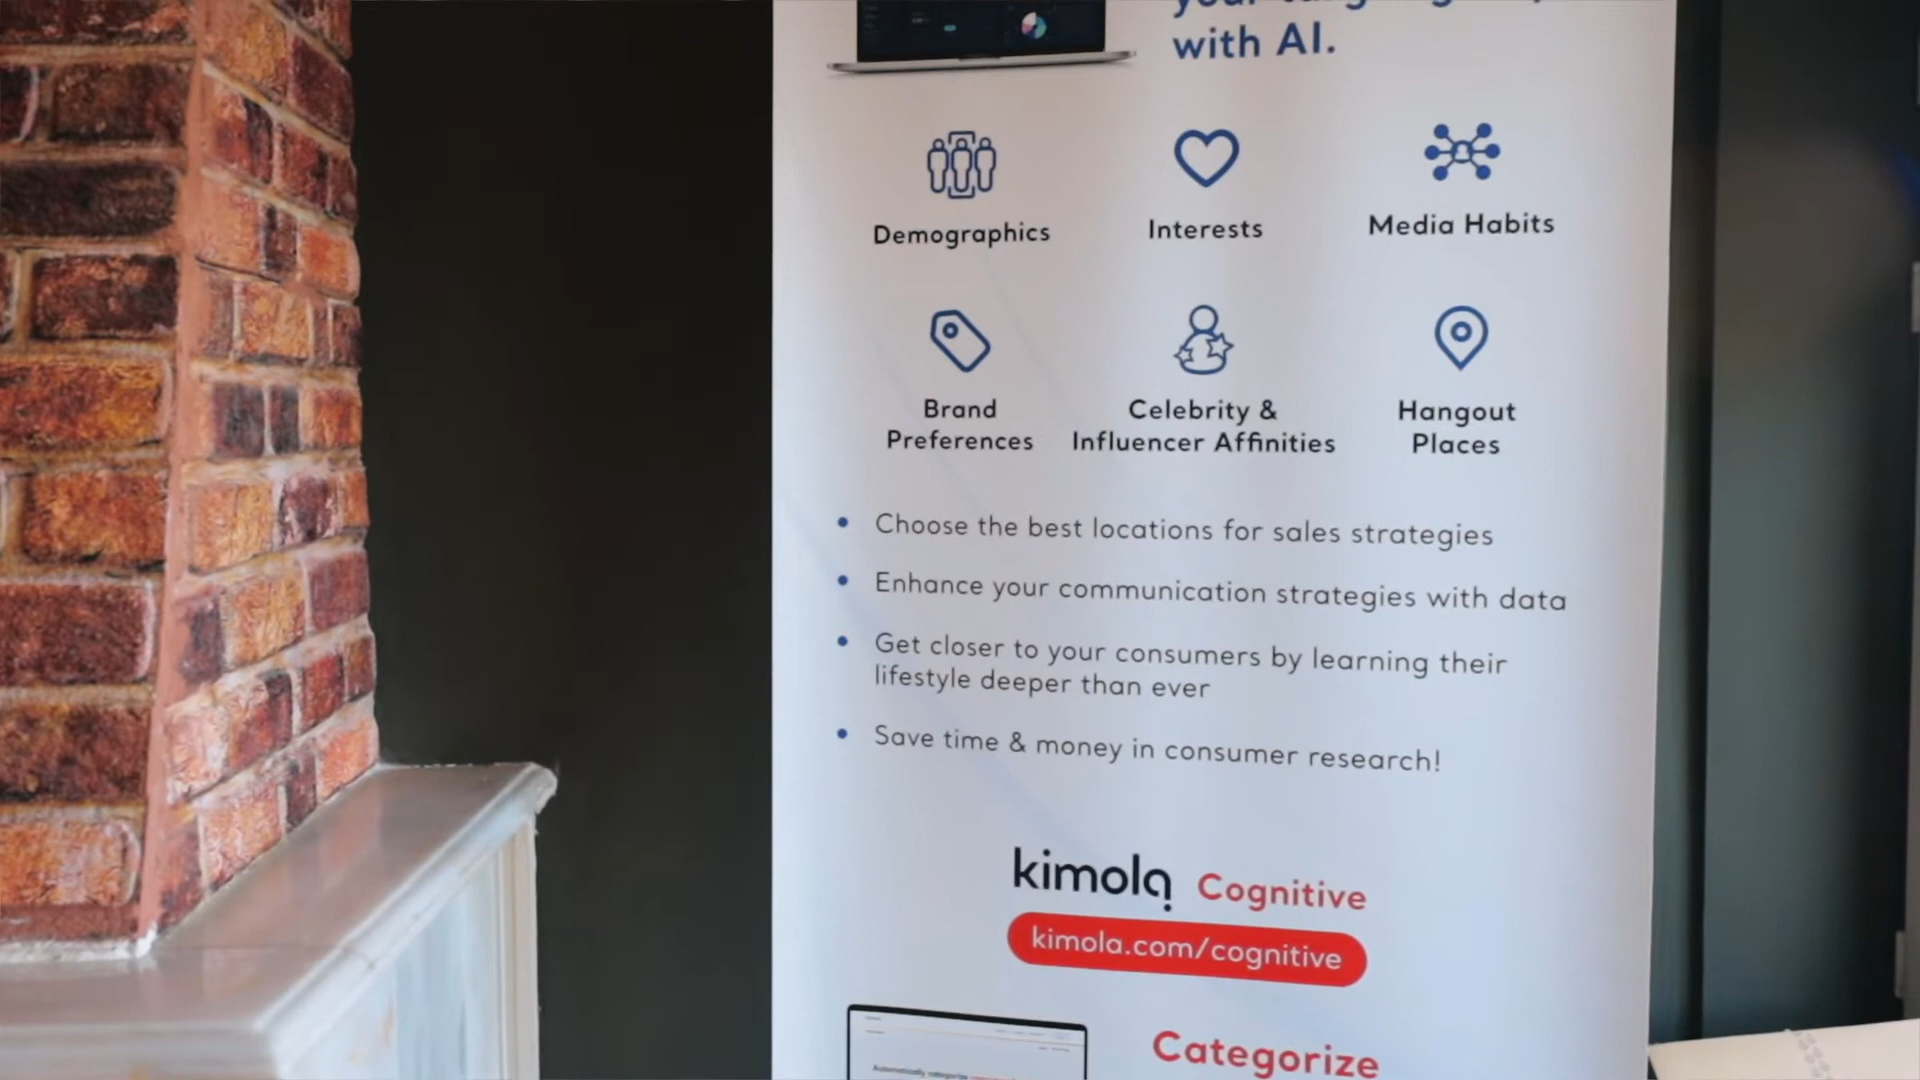 with AI.
Demographics
Interests
Media Habits
Brand
Preferences
Celebrity &
Influencer Affinities
Hangout
Places
Choose the best locations for sales strategies
Enhance your communication strategies with data
Get closer to your consumers by learning their
lifestyle deeper than ever
Save time & money in consumer research!
kimola Cognitive
kimola.com/cognitive
Categorize
Automatically categorize